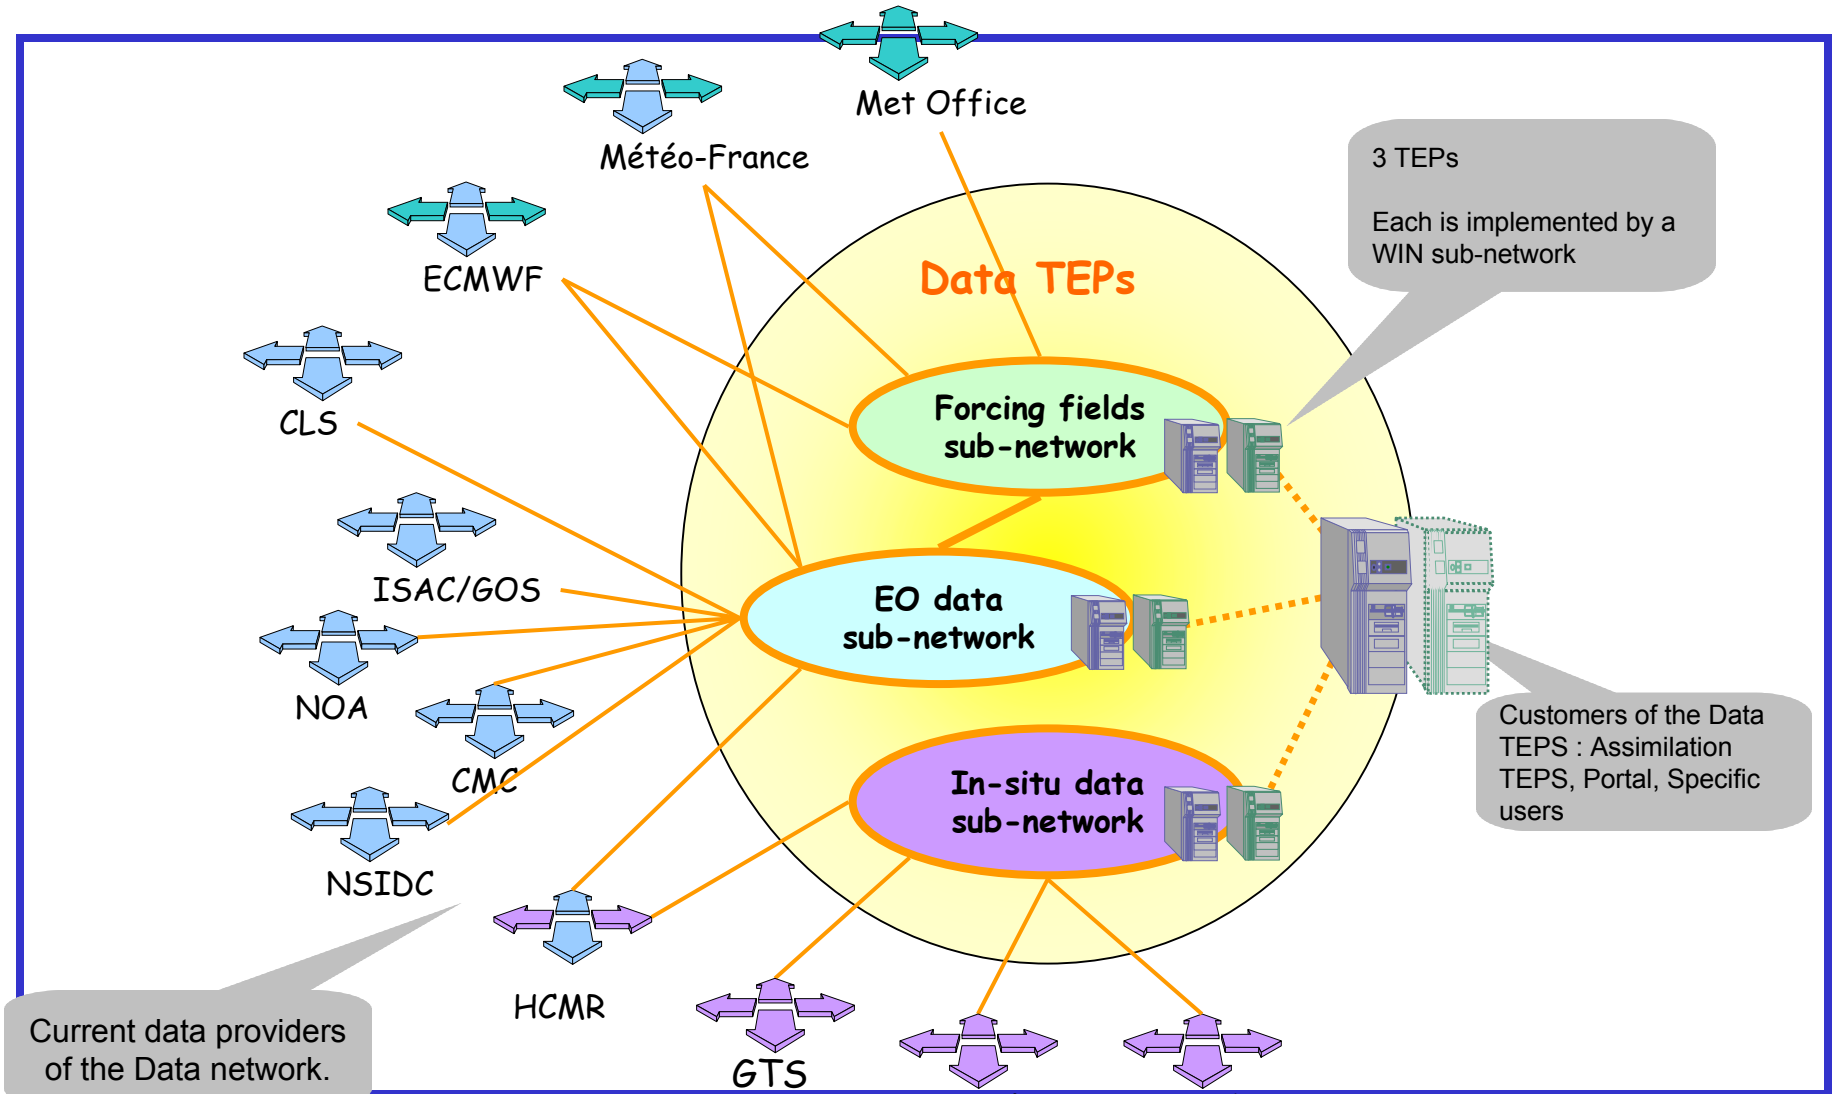 Met Office
Météo-France
3 TEPs
Each is implemented by a
WIN sub-network
ECMWF
Data TEPs
CLS
Forcing fields
sub-network
ISAC/GOS
EO data
sub-network
NOA
CMC
Customers of the Data
TEPS : Assimilation
TEPS, Portal, Specific
users
In-situ data
sub-network
NSIDC
HCMR
Current data providers
of the Data network.
GTS